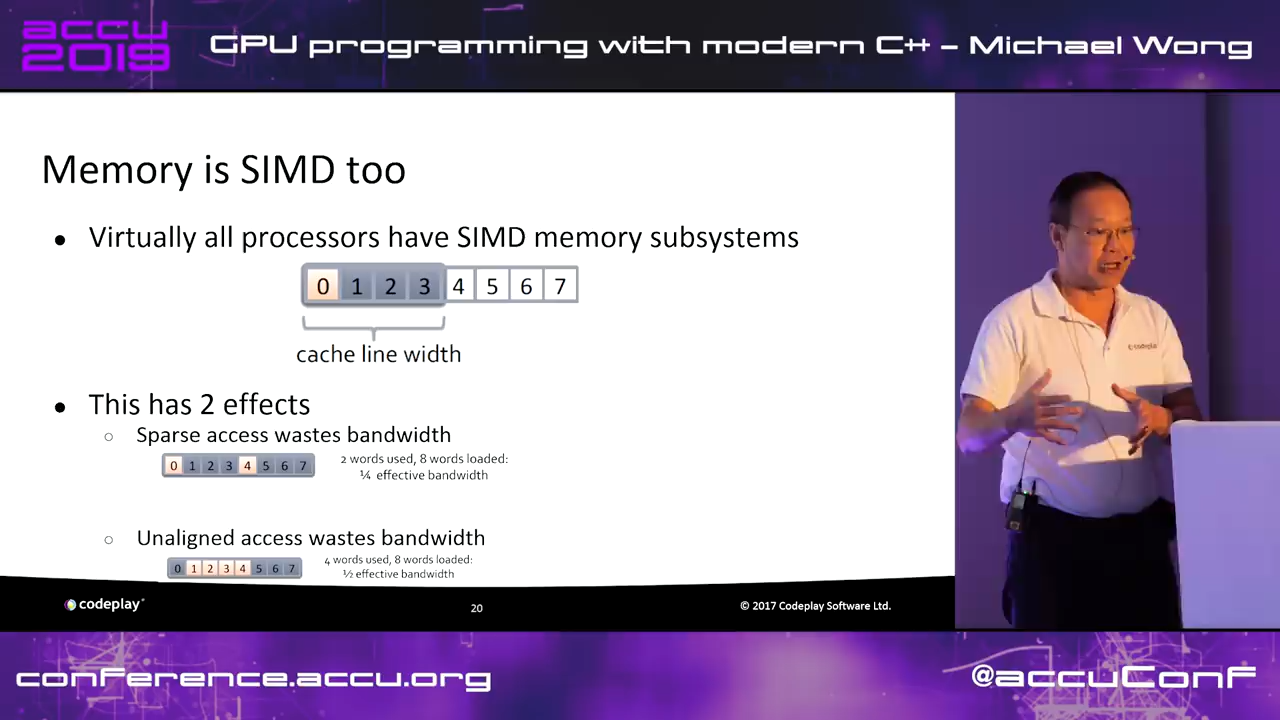 accu
2019
GPU programming with modern C++ – Michael Wong
Memory is SIMD too
● Virtually all processors have SIMD memory subsystems
0 1 2 3 4 5 6 7
cache line width
● This has 2 effects
○ Sparse access wastes bandwidth
0 1 2 3 4 5 6 7
2 words used, 8 words loaded:
¼ effective bandwidth
○ Unaligned access wastes bandwidth
0 1 2 3 4 5 6 7
4 words used, 8 words loaded:
½ effective bandwidth
codeplay
20
© 2017 Codeplay Software Ltd.
codeplay
conference.accu.org
@accuConf